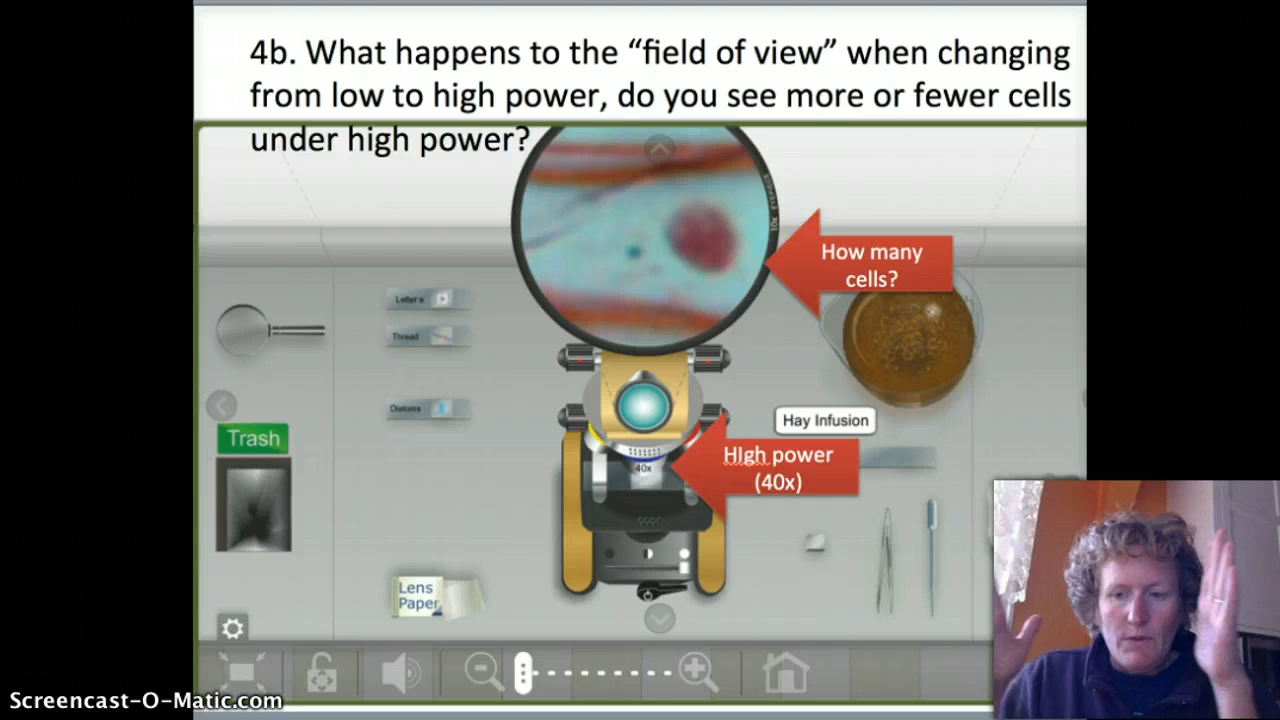 4b. What happens to the “field of view” when changing
from low to high power, do you see more or fewer cells
under high power?
10X
How many
cells?
Letter e
Thread
Diatoms
Hay Infusion
Trash
HIgh power
(40x)
40x
Lens
Paper
Screencast-O-Matic.com